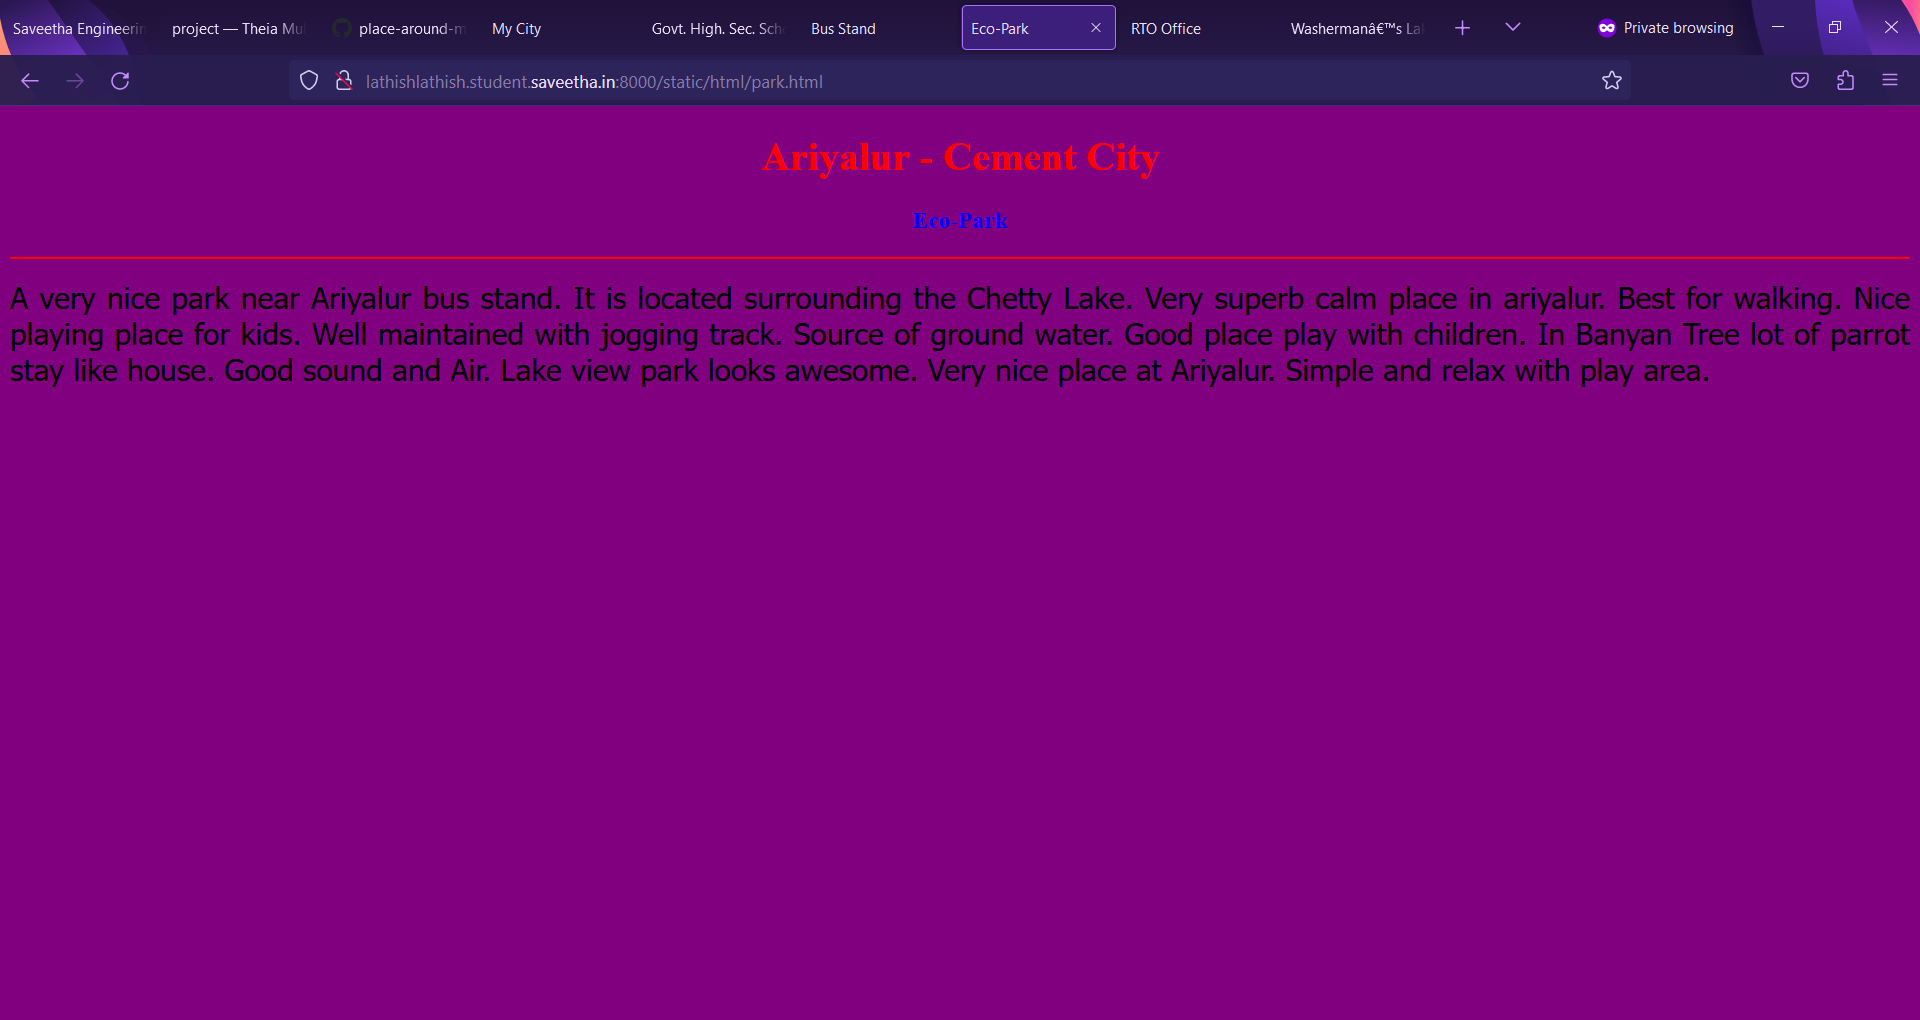 Saveetha Engineerin
project — Theia Mul
place-around-m
My City
Govt. High. Sec. Sch
Bus Stand
Eco-Park
RTO Office
Washermanâ€™s La
Private browsing
lathishlathish.student.saveetha.in:8000/static/html/park.html
Ariyalur - Cement City
Eco-Park
A very nice park near Ariyalur bus stand. It is located surrounding the Chetty Lake. Very superb calm place in ariyalur. Best for walking. Nice
playing place for kids. Well maintained with jogging track. Source of ground water. Good place play with children. In Banyan Tree lot of parrot
stay like house. Good sound and Air. Lake view park looks awesome. Very nice place at Ariyalur. Simple and relax with play area.